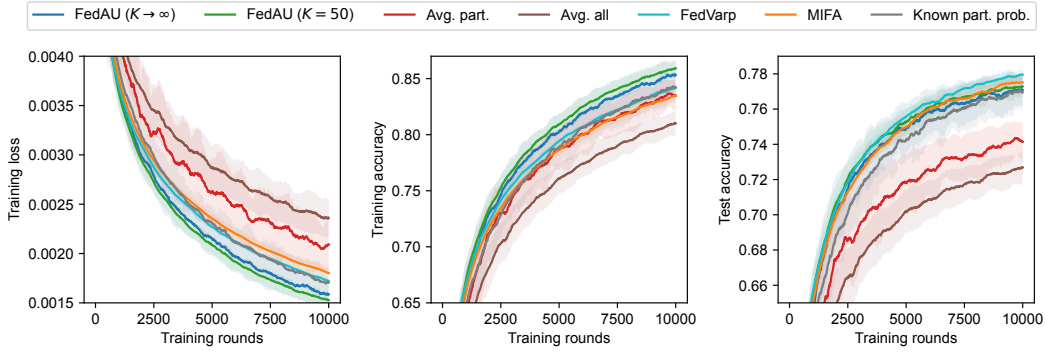 FedAU (K→∞) FedAU (K = 50) Avg. part. Avg. all FedVarp MIFA Known part. prob.
0.0040
0.0035
0.0030
0.0025
0.0020
0.0015
Training loss
0 2500 5000 7500 10000
Training rounds
0.85
0.80
0.75
0.70
0.65
Training accuracy
0 2500 5000 7500 10000
Training rounds
0.78
0.76
0.74
0.72
0.70
0.68
0.66
Test accuracy
0 2500 5000 7500 10000
Training rounds